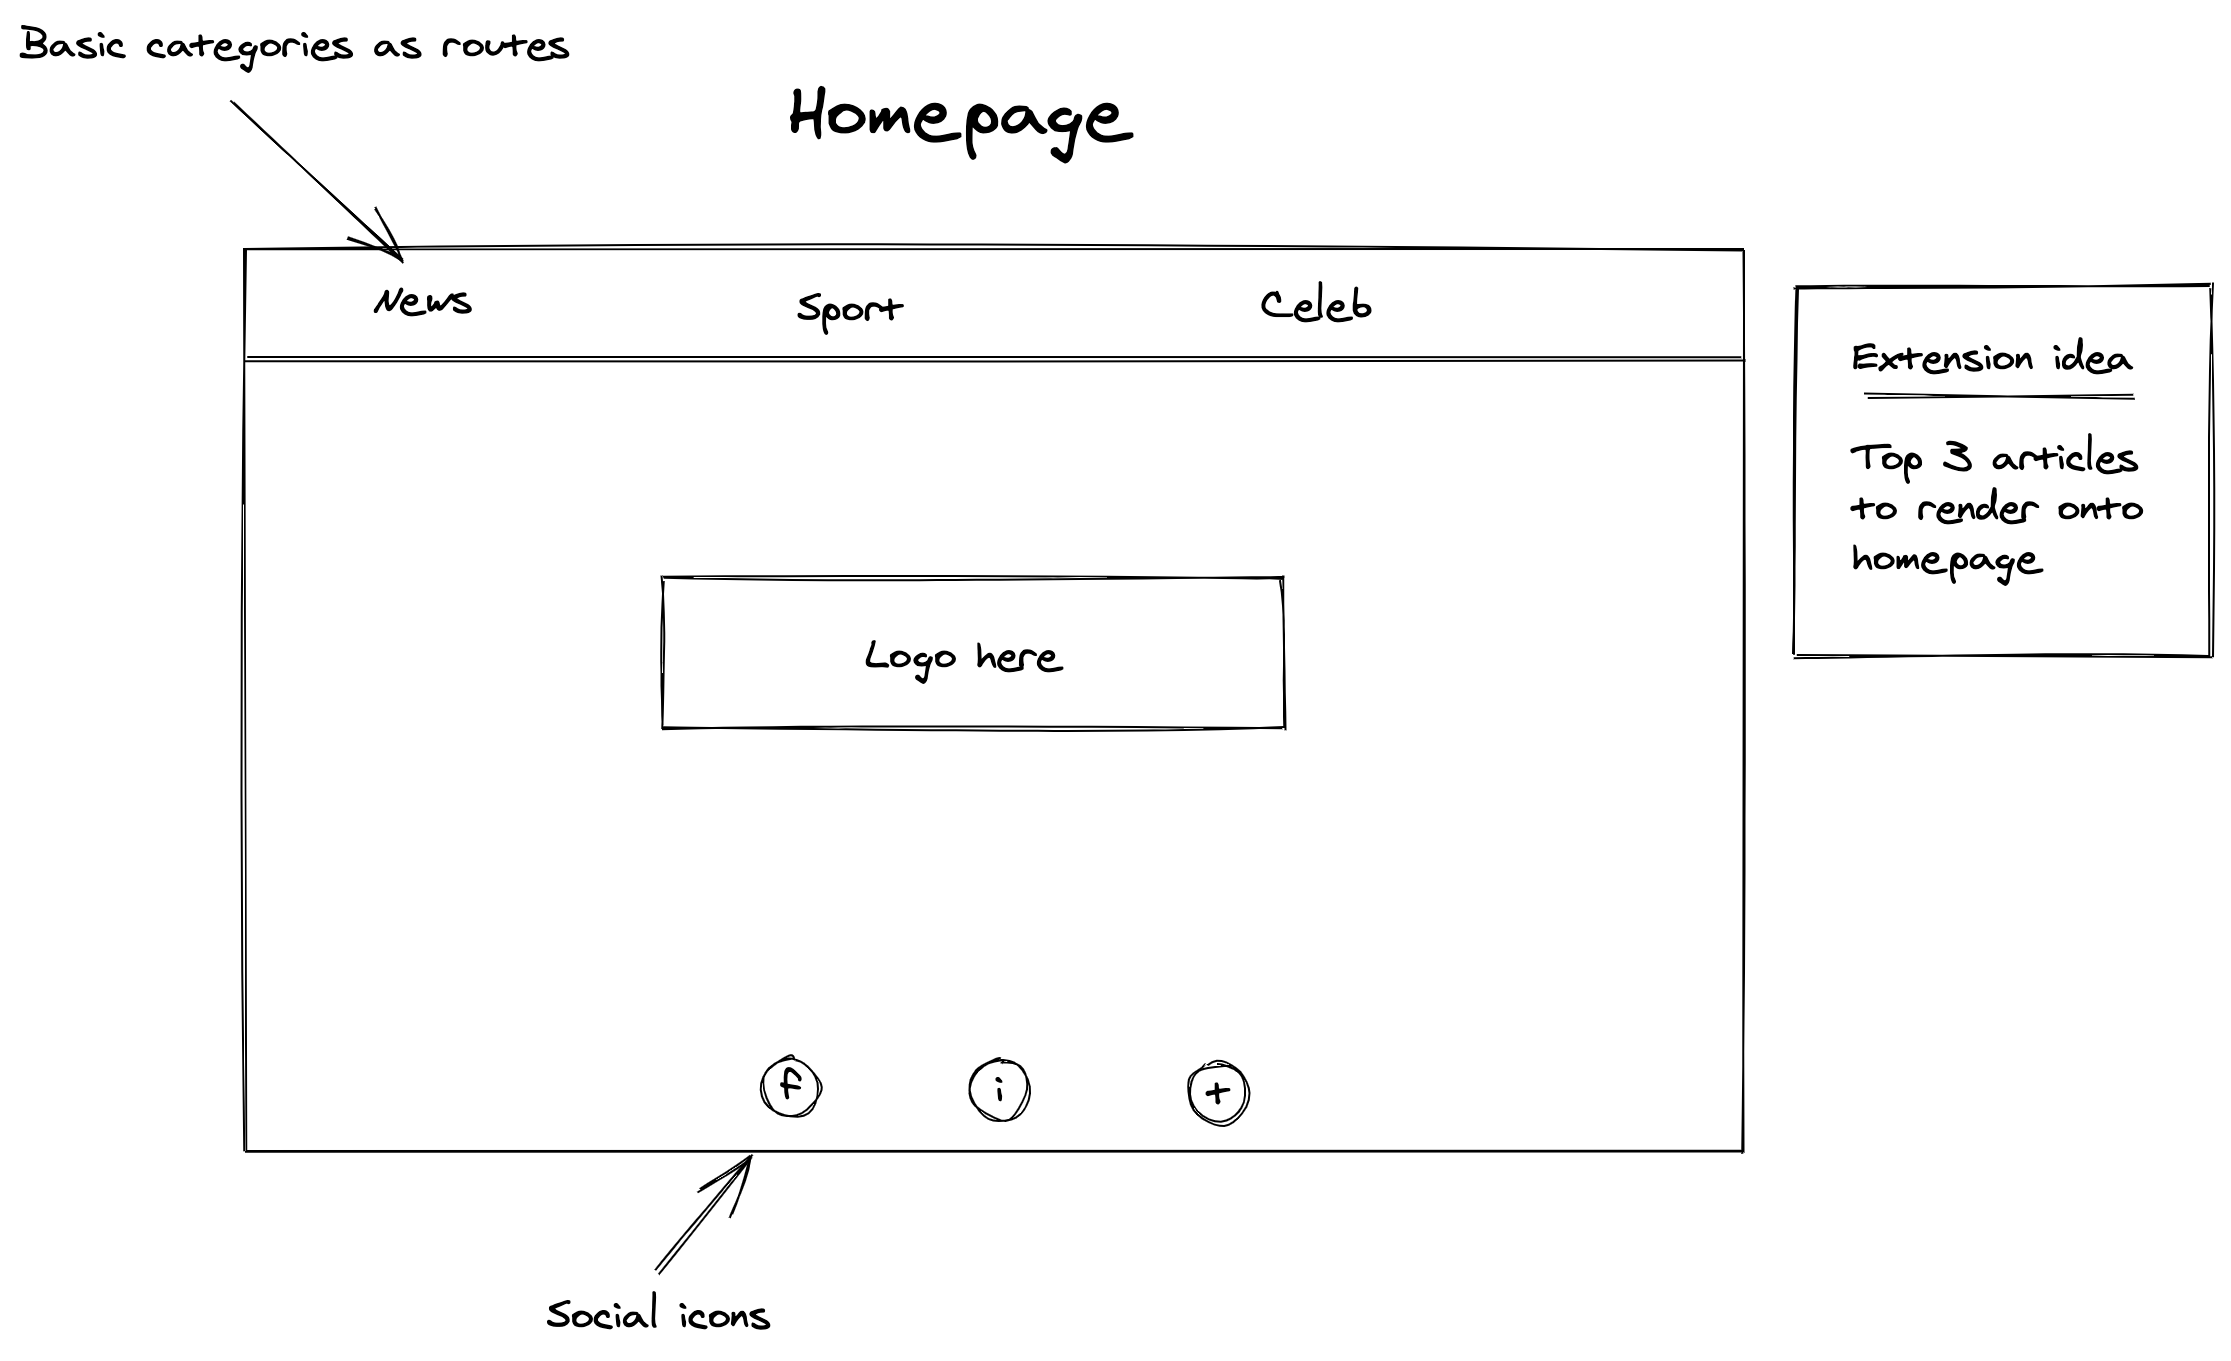 Basic categories as routes
Homepage
News
Sport
Celeb
Extension idea
Top 3 articles
to render onto
homepage
Logo here
f
i
t
Social icons